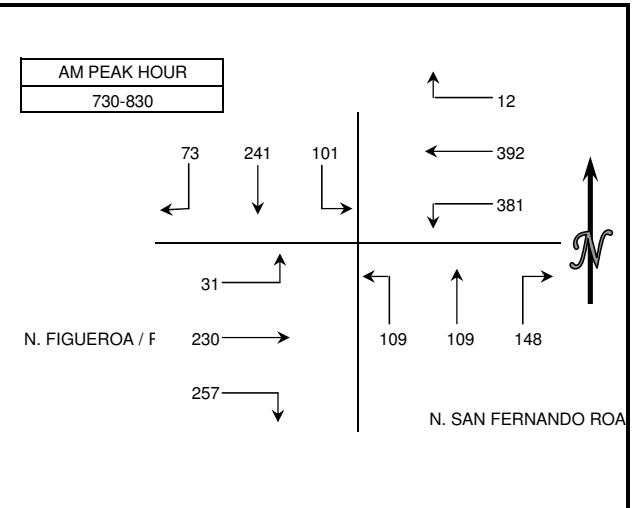 AM PEAK HOUR
730-830
12
73 241 101
392
381
31
N. FIGUEROA / F 230
109 109 148
257
N. SAN FERNANDO ROA
N